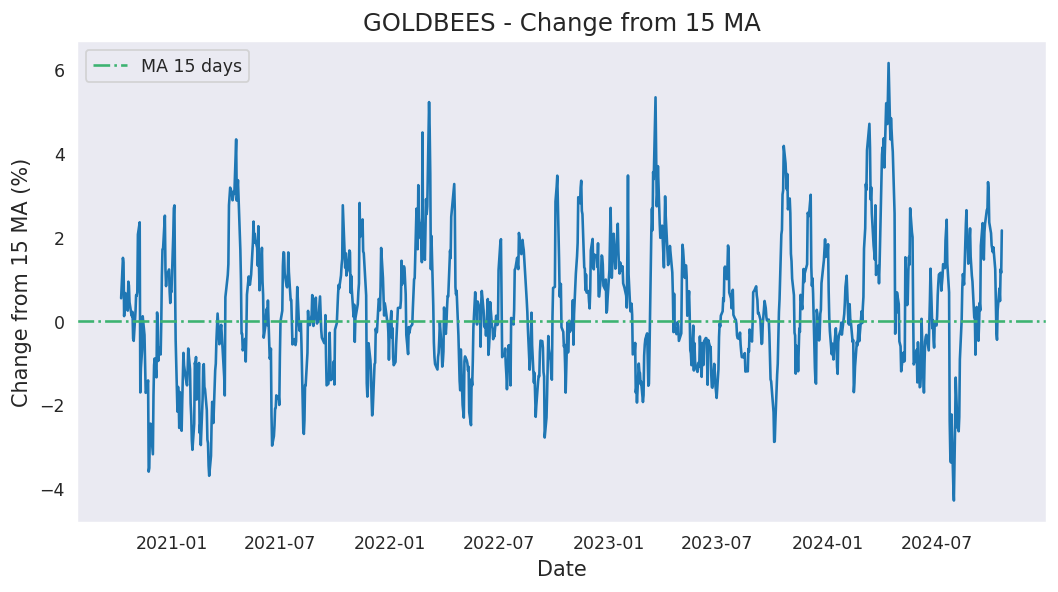 GOLDBEES - Change from 15 MA
MA 15 days
Change from 15 MA (%)
6
4
2
0
−2
−4
2021-01 2021-07 2022-01 2022-07 2023-01 2023-07 2024-01 2024-07
Date